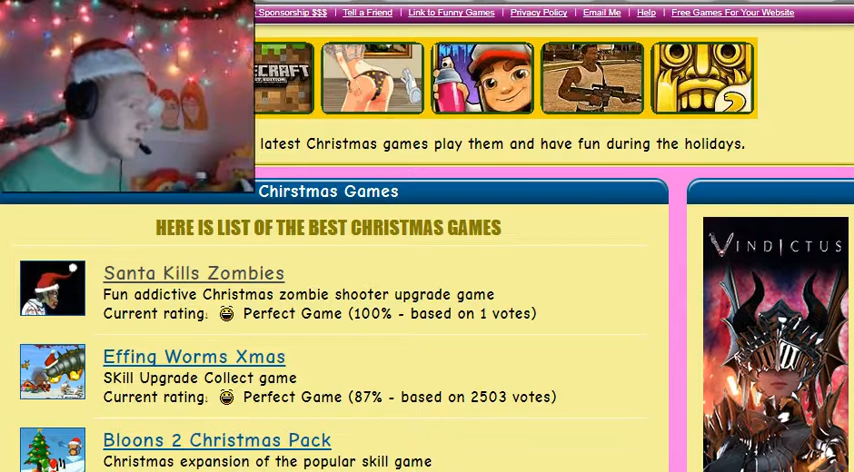 Sponsorship $$$ | Tell a Friend | Link to Funny Games | Privacy Policy | Email Me | Help | Free Games For Your Website
latest Christmas games play them and have fun during the holidays.
Chirstmas Games
HERE IS LIST OF THE BEST CHRISTMAS GAMES
Santa Kills Zombies
Fun addictive Christmas zombie shooter upgrade game
Current rating: Perfect Game (100% - based on 1 votes)
Effing Worms Xmas
SKill Upgrade Collect game
Current rating: Perfect Game (87% - based on 2503 votes)
Bloons 2 Christmas Pack
Christmas expansion of the popular skill game
VINDICTUS
2